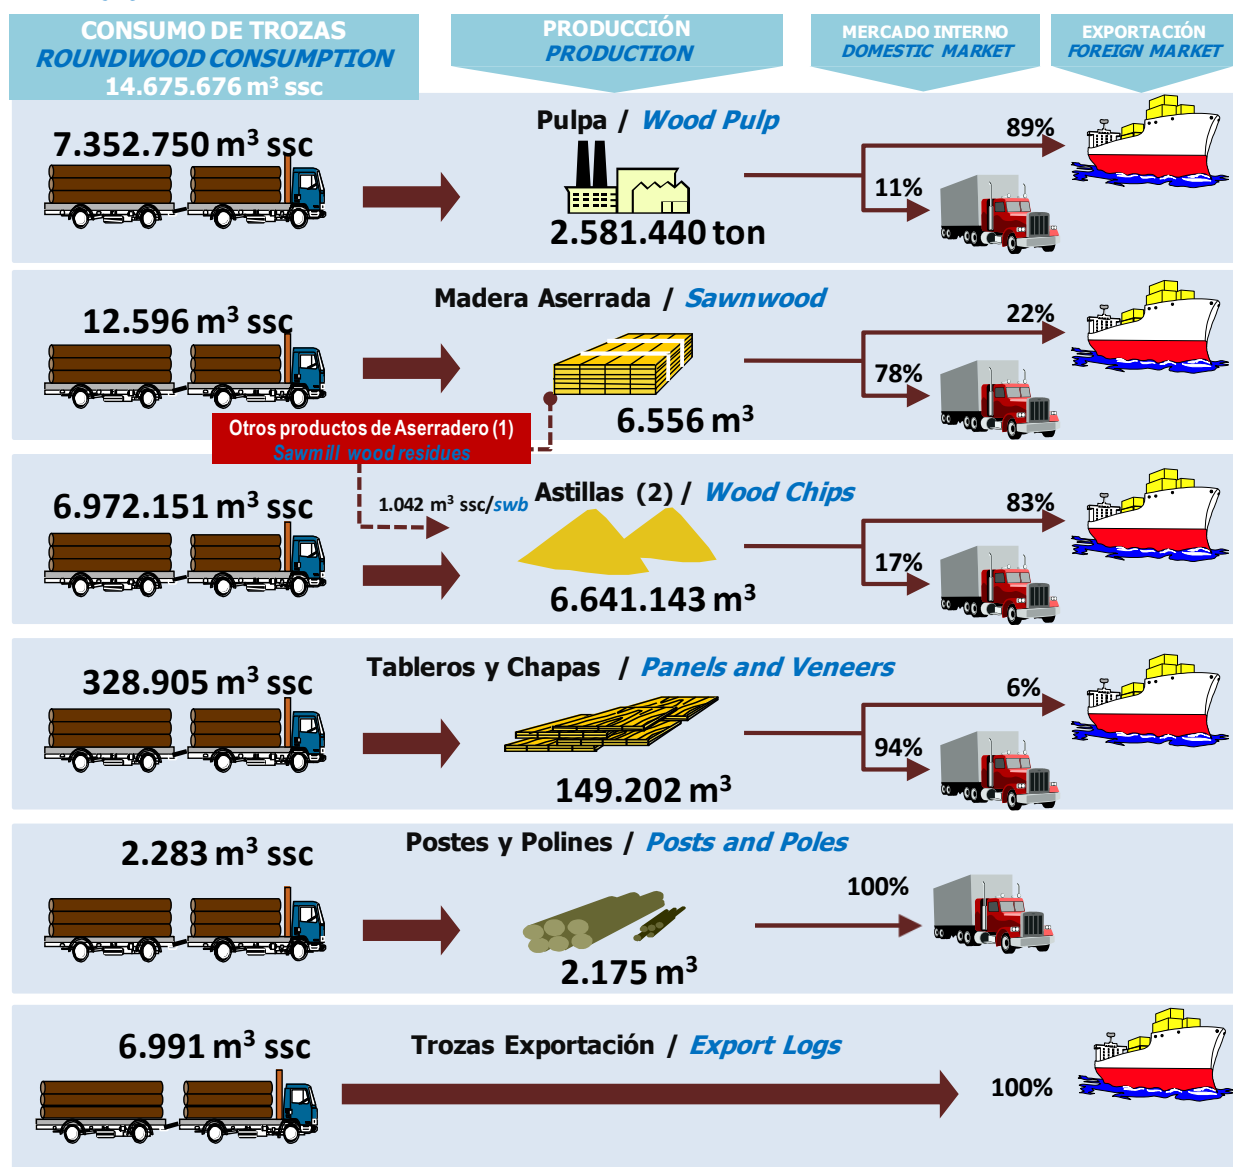 CONSUMO DE TROZAS
ROUNDWOOD CONSUMPTION
14.675.676 m³ ssc
PRODUCCIÓN
PRODUCTION
MERCADO INTERNO
DOMESTIC MARKET
EXPORTACIÓN
FOREIGN MARKET
7.352.750 m³ ssc
Pulpa / Wood Pulp
2.581.440 ton
89%
11%
12.596 m³ ssc
Madera Aserrada / Sawnwood
6.556 m³
22%
78%
Otros productos de Aserradero (1)
Sawmill wood residues
6.972.151 m³ ssc
1.042 m³ ssc/swb
Astillas (2) / Wood Chips
6.641.143 m³
83%
17%
328.905 m³ ssc
Tableros y Chapas / Panels and Veneers
149.202 m³
6%
94%
2.283 m³ ssc
Postes y Polines / Posts and Poles
2.175 m³
100%
6.991 m³ ssc
Trozas Exportación / Export Logs
100%